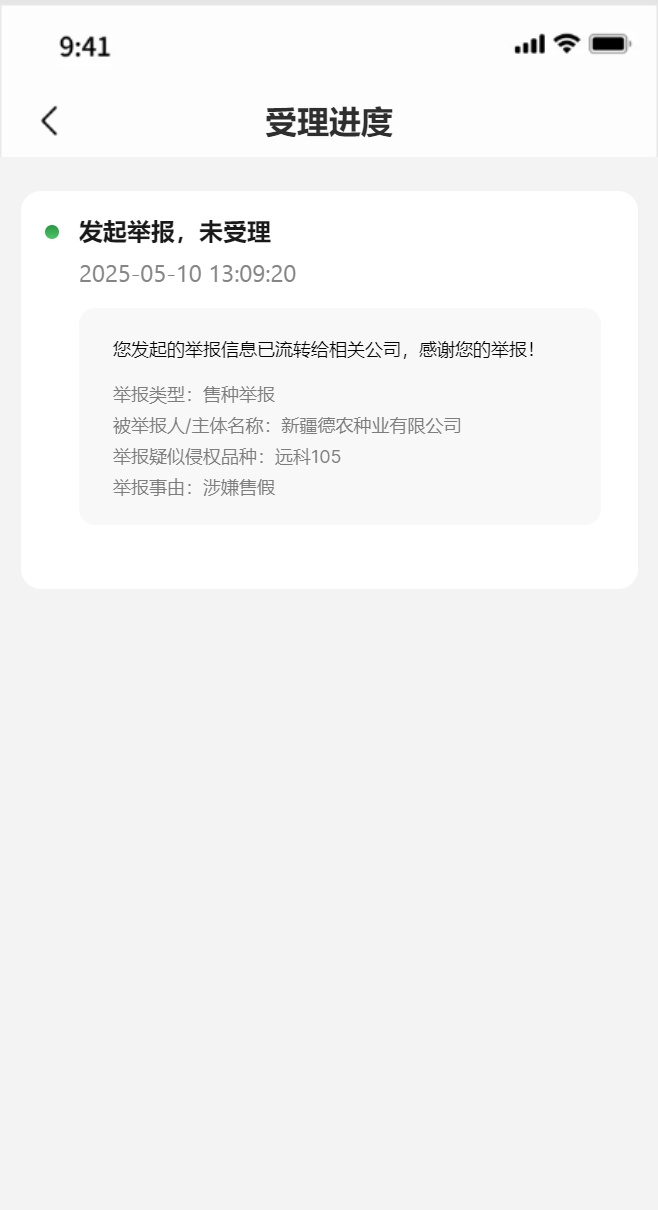 9:41
受理进度
发起举报，未受理
2025-05-10 13:09:20
您发起的举报信息已流转给相关公司，感谢您的举报！
举报类型：售种举报
被举报人/主体名称：新疆德农种业有限公司
举报疑似侵权品种：远科105
举报事由：涉嫌售假